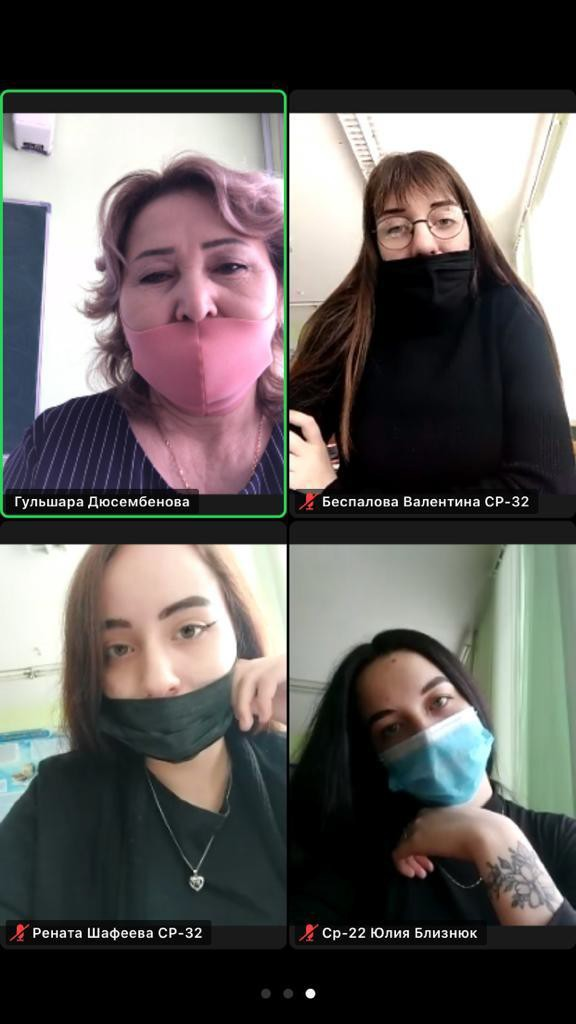 Гульшара Дюсембенова
Беспалова Валентина СР-32
Рената Шафеева СР-32
Ср-22 Юлия Близнюк